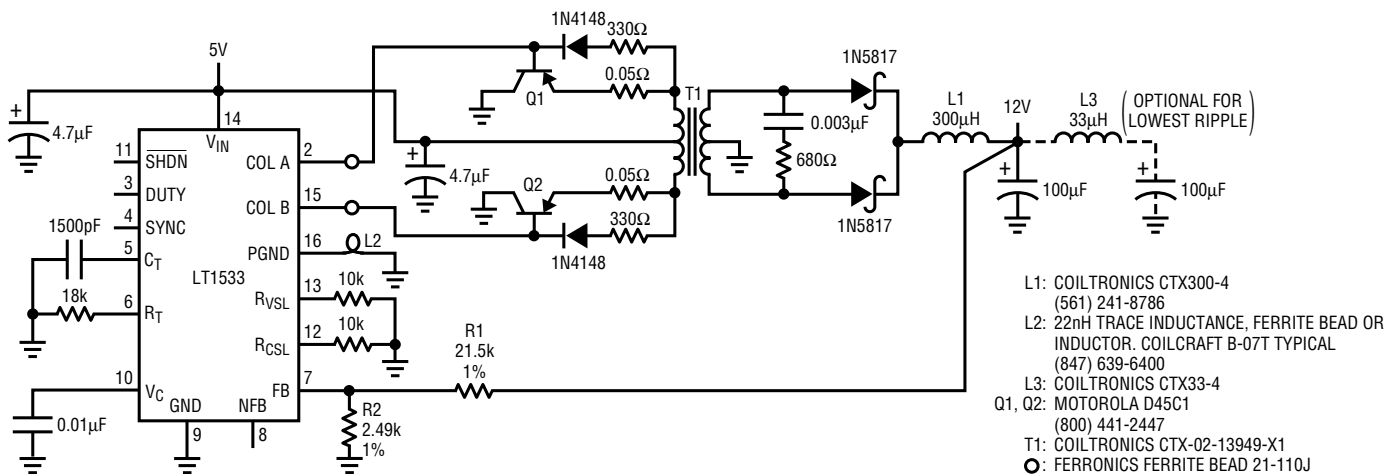 1N4148
330Ω
5V
0.05Ω
1N5817
Q1
T1
L1
300µH
12V
L3
33µH
(OPTIONAL FOR
LOWEST RIPPLE)
+
4.7µF
14
VIN
11
SHDN
COL A
2
+
4.7µF
0.003µF
680Ω
+
100µF
+
100µF
3
DUTY
Q2
0.05Ω
15
COL B
4
SYNC
330Ω
1N5817
1500pF
5
CT
16
PGND
L2
1N4148
LT1533
18k
6
RT
13
RVSL
10k
12
RCSL
10k
R1
21.5k
1%
10
VC
7
FB
0.01µF
GND
NFB
9
8
R2
2.49k
1%
L1: COILTRONICS CTX300-4
(561) 241-8786
L2: 22nH TRACE INDUCTANCE, FERRITE BEAD OR
INDUCTOR. COILCRAFT B-07T TYPICAL
(847) 639-6400
L3: COILTRONICS CTX33-4
Q1, Q2: MOTOROLA D45C1
(800) 441-2447
T1: COILTRONICS CTX-02-13949-X1
: FERRONICS FERRITE BEAD 21-110J